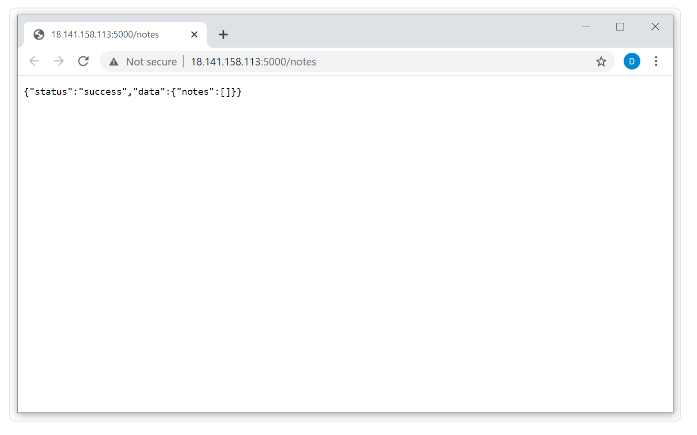 18.141.158.113:5000/notes
Not secure 18.141.158.113:5000/notes
D
{"status":"success","data":{"notes":[]}}